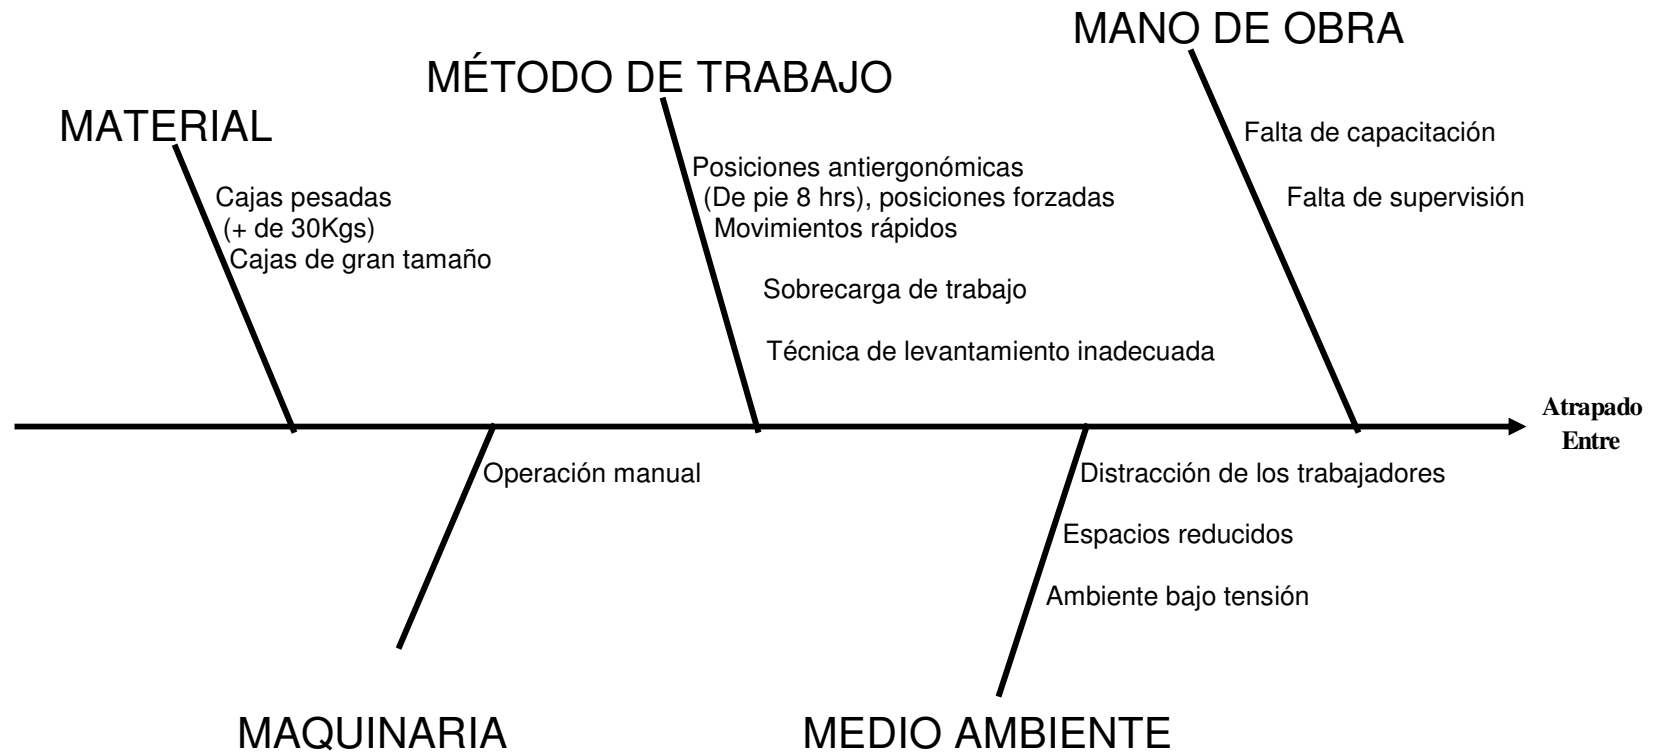 MANO DE OBRA
MÉTODO DE TRABAJO
MATERIAL
Falta de capacitación
Falta de supervisión
Posiciones antiergonómicas
(De pie 8 hrs), posiciones forzadas
Movimientos rápidos
Sobrecarga de trabajo
Técnica de levantamiento inadecuada
Cajas pesadas
(+ de 30Kgs)
Cajas de gran tamaño
Atrapado
Entre
Operación manual
Distracción de los trabajadores
Espacios reducidos
Ambiente bajo tensión
MAQUINARIA
MEDIO AMBIENTE